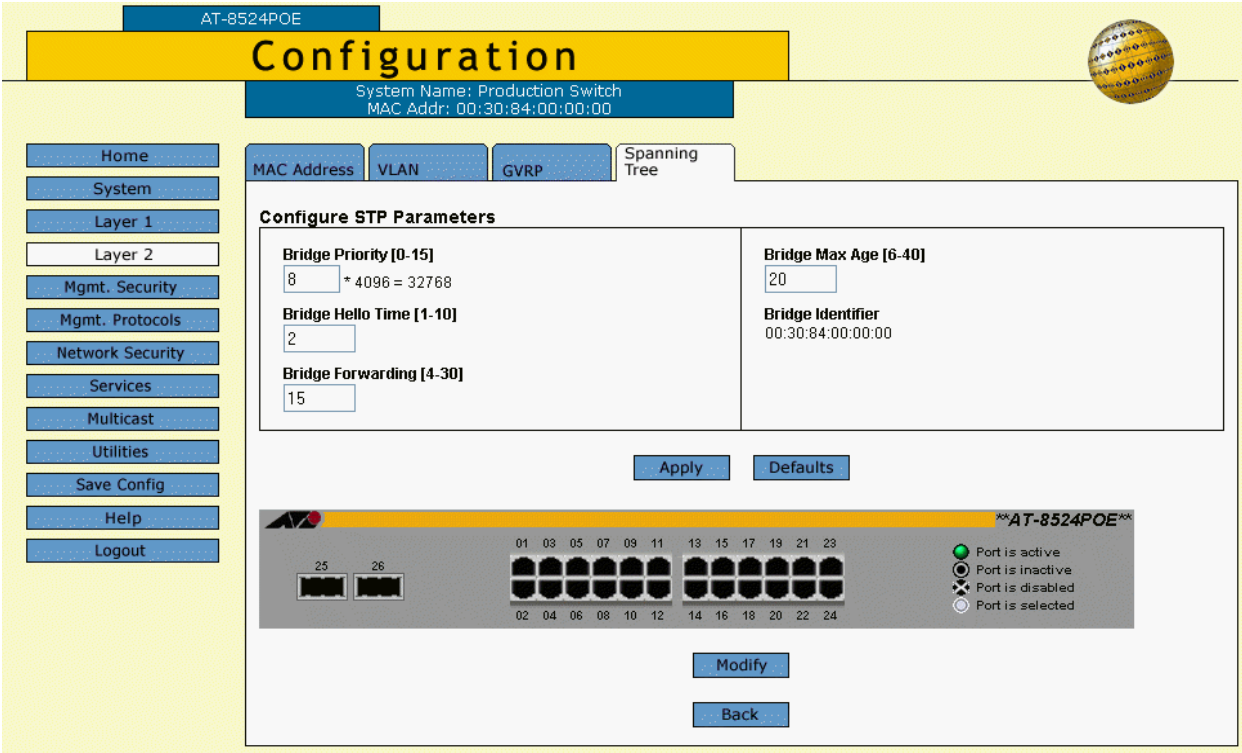 AT-8524POE
Configuration
System Name: Production Switch
MAC Addr: 00:30:84:00:00:00
Home
System
Layer 1
Layer 2
Mgmt. Security
Mgmt. Protocols
Network Security
Services
Multicast
Utilities
Save Config
Help
Logout
MAC Address
VLAN
GVRP
Spanning
Tree
Configure STP Parameters
Bridge Priority [0-15]
8 * 4096 = 32768
Bridge Hello Time [1-10]
2
Bridge Forwarding [4-30]
15
Bridge Max Age [6-40]
20
Bridge Identifier
00:30:84:00:00:00
Apply
Defaults
**AT-8524POE**
25 26
01 03 05 07 09 11 13 15 17 19 21 23
02 04 06 08 10 12 14 16 18 20 22 24
Port is active
Port is inactive
Port is disabled
Port is selected
Modify
Back